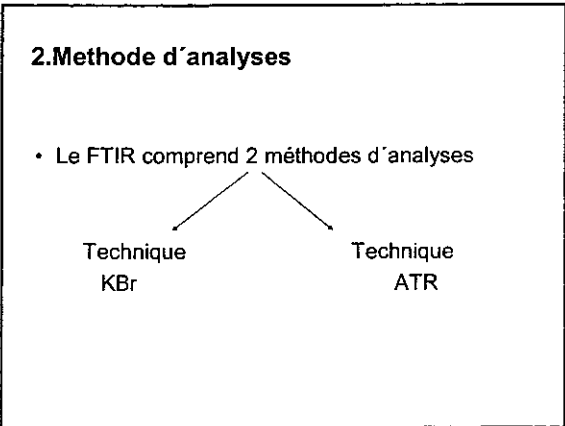 2.Methode d´analyses
• Le FTIR comprend 2 méthodes d´analyses
Technique Technique
KBr ATR